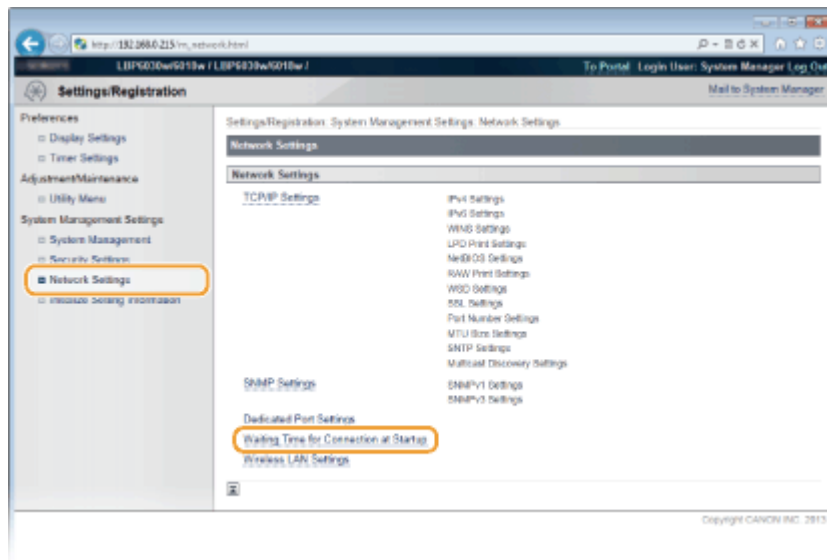 http://192.168.0.215/m_network.html
LBP6030w/6018w / LBP6030w/6018w /
To Portal Login User: System Manager Log Out
Settings/Registration
Mail to System Manager
Preferences
Display Settings
Timer Settings
Adjustment/Maintenance
Utility Menu
System Management Settings
System Management
Security Settings
Network Settings
Initialize Setting Information
Settings/Registration: System Management Settings: Network Settings
Network Settings
Network Settings
TCP/IP Settings
IPv4 Settings
IPv6 Settings
WINS Settings
LPD Print Settings
NetBIOS Settings
RAW Print Settings
WSD Settings
SSL Settings
Port Number Settings
MTU Size Settings
SNTP Settings
Multicast Discovery Settings
SNMP Settings
SNMPv1 Settings
SNMPv3 Settings
Dedicated Port Settings
Waiting Time for Connection at Startup
Wireless LAN Settings
Copyright CANON INC. 2013